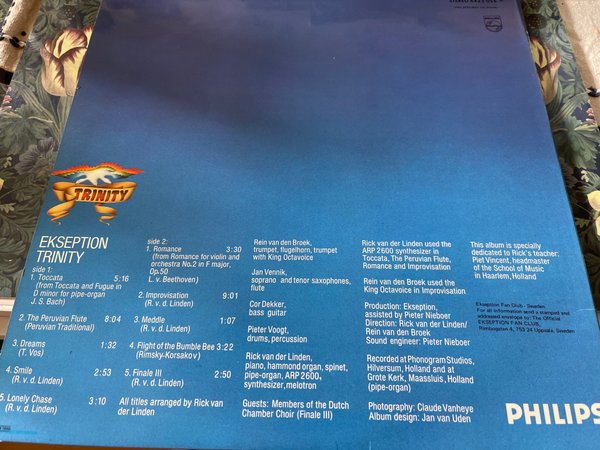 TRINITY
EKSEPTION
TRINITY
side 1:
1. Toccata 5:16
(from Toccata and Fugue in
D minor for pipe-organ
J. S. Bach)
2. The Peruvian Flute 8:04
(Peruvian Traditional)
3. Dreams 1:32
(T. Vos)
4. Smile 2:53
(R. v. d. Linden)
5. Lonely Chase 3:10
(R. v. d. Linden)
side 2:
1. Romance 3:30
(from Romance for violin and
orchestra No.2 in F major,
Op.50
L. v. Beethoven)
2. Improvisation 9:01
(R. v. d. Linden)
3. Meddle 1:07
(R. v. d. Linden)
4. Flight of the Bumble Bee 3:22
(Rimsky-Korsakov)
5. Finale III 2:50
(R. v. d. Linden)
All titles arranged by Rick van
der Linden
Rein van den Broek,
trumpet, flugelhorn, trumpet
with King Octavoice
Jan Vennik,
soprano and tenor saxophones,
flute
Cor Dekker,
bass guitar
Pieter Voogt,
drums, percussion
Rick van der Linden,
piano, hammond organ, spinet,
pipe-organ, ARP 2600,
synthesizer, melotron
Guests: Members of the Dutch
Chamber Choir (Finale III)
Rick van der Linden used the
ARP 2600 synthesizer in
Toccata, The Peruvian Flute,
Romance and Improvisation
Rein van den Broek used the
King Octavoice in Improvisation
Production: Ekseption,
assisted by Pieter Nieboer
Direction: Rick van der Linden/
Rein van den Broek
Sound engineer: Pieter Nieboer
Recorded at Phonogram Studios,
Hilversum, Holland and at
Grote Kerk, Maassluis, Holland
(pipe-organ)
Photography: Claude Vanheye
Album design: Jan van Uden
This album is specially
dedicated to Rick's teacher;
Piet Vincent, headmaster
of the School of Music
in Haarlem, Holland
Ekseption Fan Club - Sweden
For all information send a stamped and
addressed envelope to: The Official
EKSEPTION FAN CLUB,
Rimbogatan 4, 753 24 Uppsala, Sweden
PHILIPS